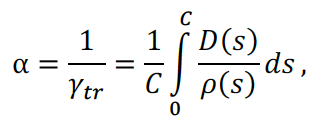 α = 1/γ_tr = 1/C ∫₀^C D(s)/ρ(s) ds ,